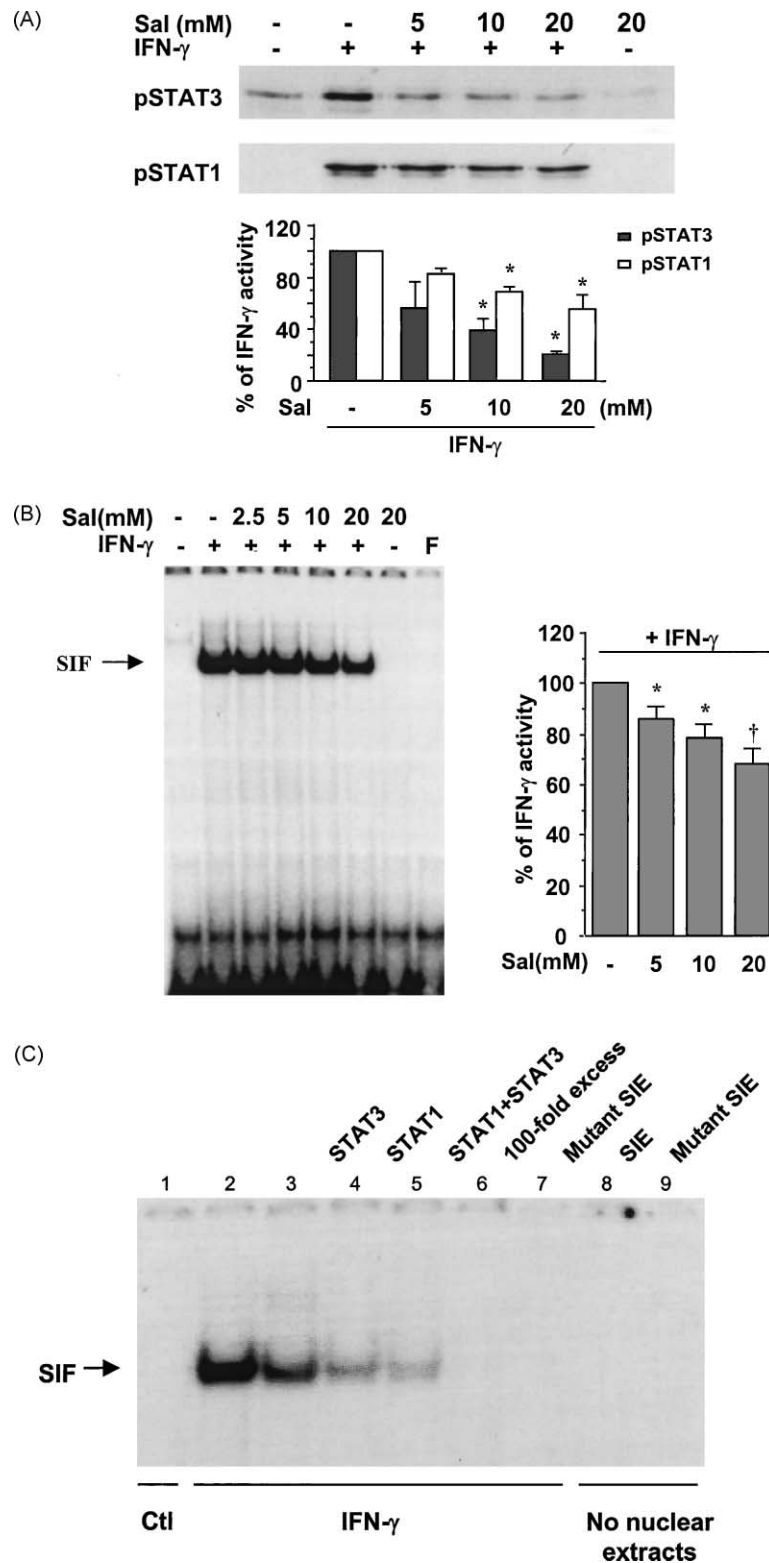 (A)
Sal (mM) - - 5 10 20 20
IFN-γ - + + + + -
pSTAT3
pSTAT1
120
80
40
0
% of IFN-γ activity
pSTAT3
pSTAT1
* * * *
Sal - 5 10 20 (mM)
IFN-γ
(B)
Sal(mM) - - 2.5 5 10 20 20
IFN-γ - + + + + + - F
SIF
120
100
80
60
40
20
0
% of IFN-γ activity
+ IFN-γ
* * †
Sal(mM) - 5 10 20
(C)
STAT3
STAT1
STAT1+STAT3
100-fold excess
Mutant SIE
SIE
Mutant SIE
1 2 3 4 5 6 7 8 9
SIF
Ctl IFN-γ No nuclear
extracts